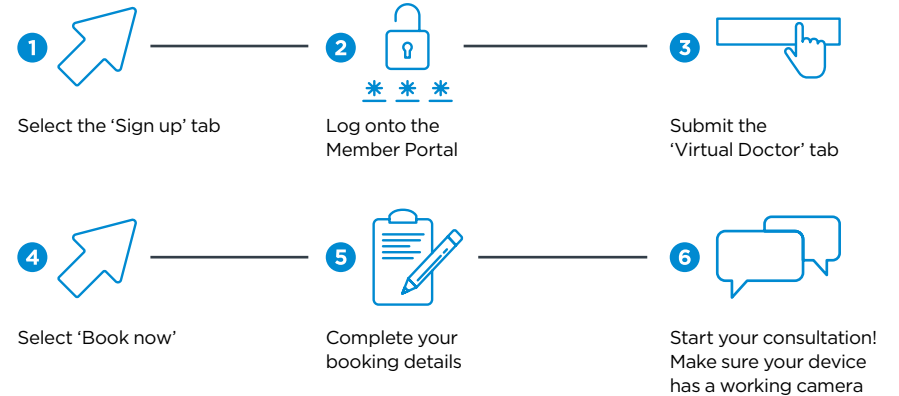 1
Select the ‘Sign up’ tab
2
Log onto the
Member Portal
3
Submit the
‘Virtual Doctor’ tab
4
Select ‘Book now’
5
Complete your
booking details
6
Start your consultation!
Make sure your device
has a working camera